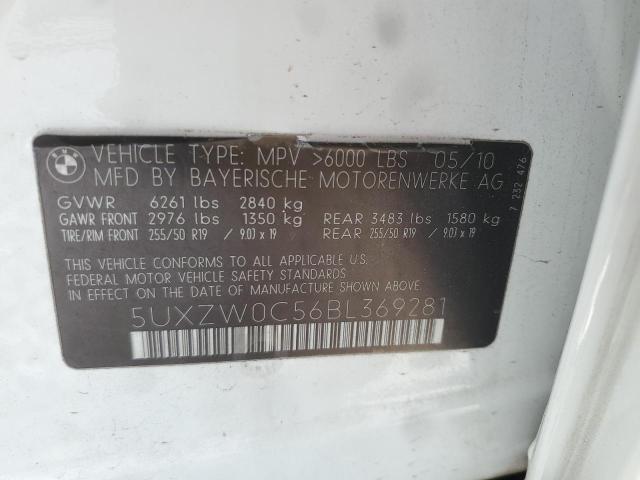 BMW
VEHICLE TYPE: MPV >6000 LBS 05/10
MFD BY BAYERISCHE MOTORENWERKE AG
GVWR 6261 lbs 2840 kg
GAWR FRONT 2976 lbs 1350 kg REAR 3483 lbs 1580 kg
TIRE/RIM FRONT 255/50 R19 / 9.0J x 19 REAR 255/50 R19 / 9.0J x 19
THIS VEHICLE CONFORMS TO ALL APPLICABLE U.S.
FEDERAL MOTOR VEHICLE SAFETY STANDARDS
IN EFFECT ON DATE OF MANUFACTURE SHOWN ABOVE.
5UXZW0C56BL369281
7 232 476